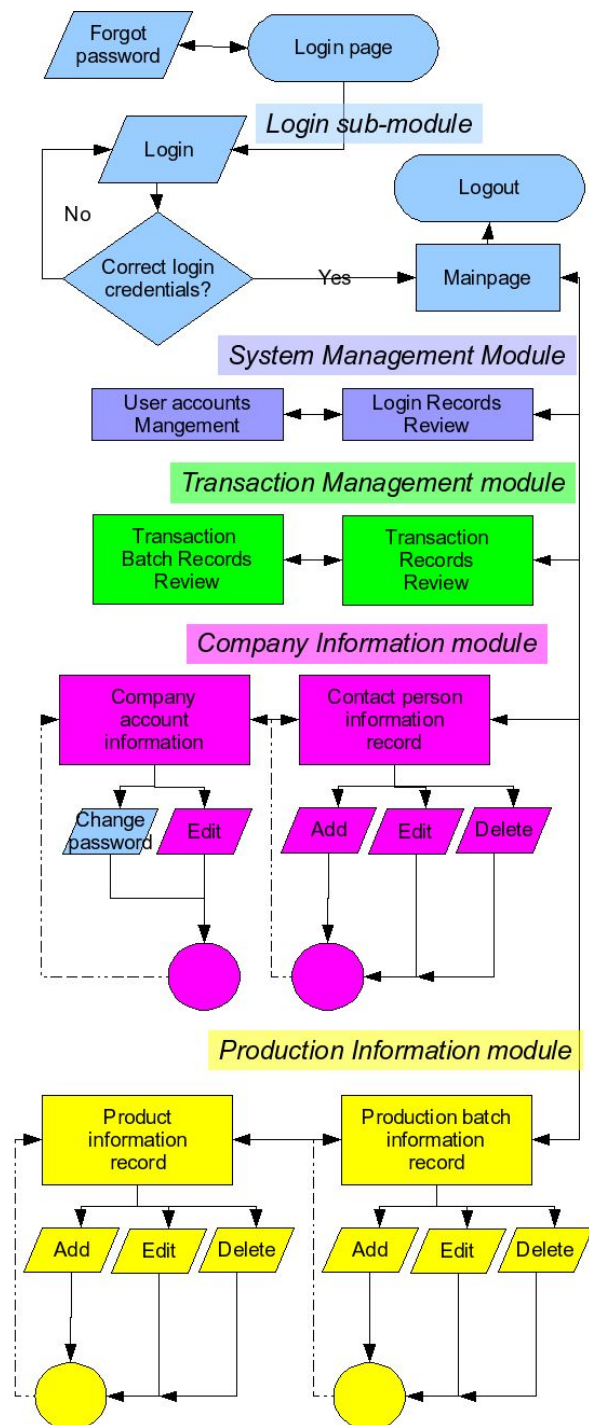 Forgot
password
Login page
Login sub-module
Login
Logout
No
Correct login
credentials?
Yes
Mainpage
System Management Module
User accounts
Mangement
Login Records
Review
Transaction Management module
Transaction
Batch Records
Review
Transaction
Records
Review
Company Information module
Company
account
information
Contact person
information
record
Change
password
Edit
Add
Edit
Delete
Production Information module
Product
information
record
Production batch
information
record
Add
Edit
Delete
Add
Edit
Delete